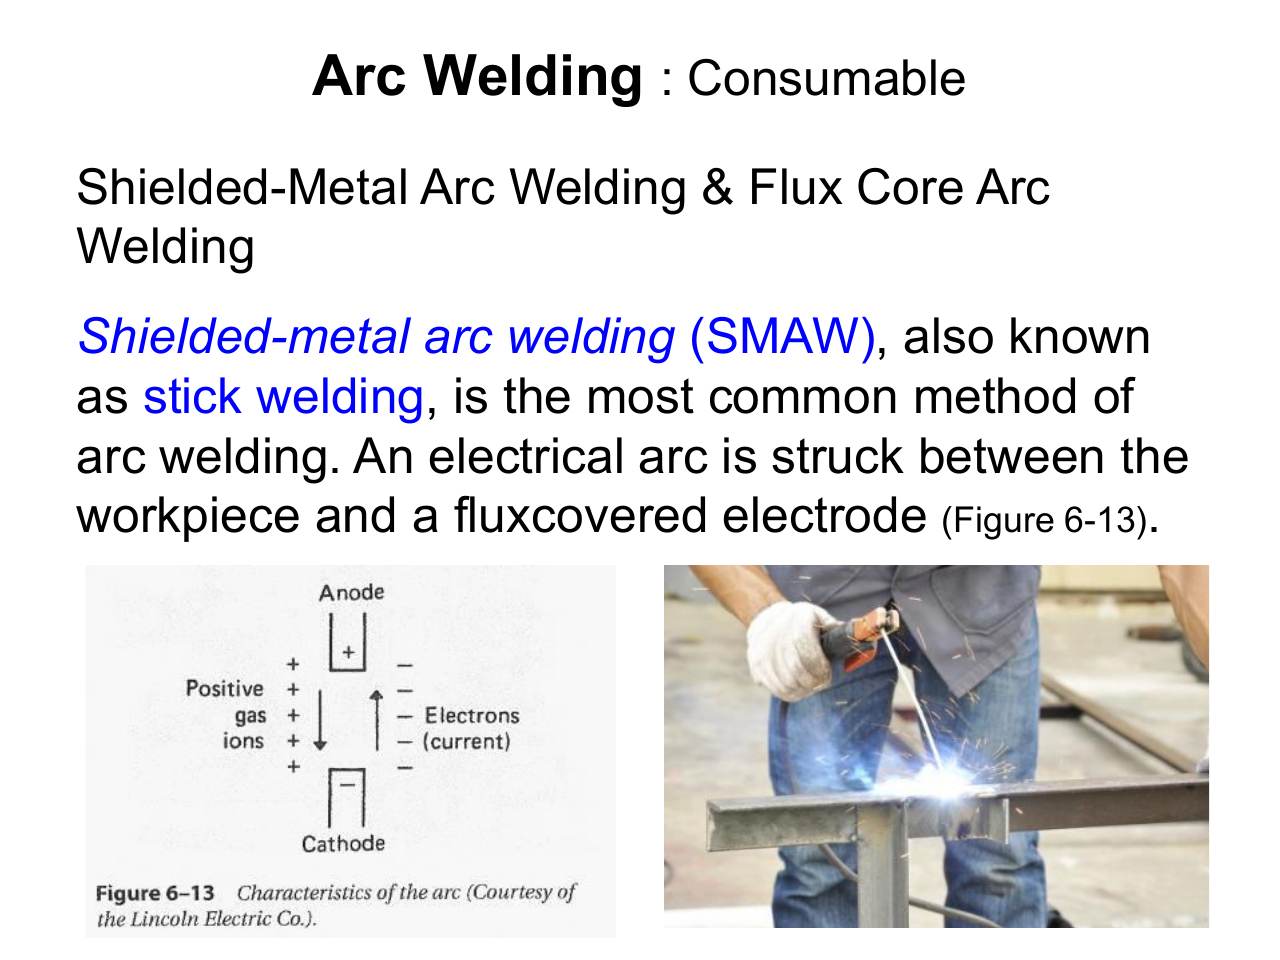 Arc Welding : Consumable
Shielded-Metal Arc Welding & Flux Core Arc
Welding
Shielded-metal arc welding (SMAW), also known
as stick welding, is the most common method of
arc welding. An electrical arc is struck between the
workpiece and a fluxcovered electrode (Figure 6-13).
Anode
+
+ −
Positive + −
gas + − Electrons
ions + − (current)
+ −
−
Cathode
Figure 6–13 Characteristics of the arc (Courtesy of
the Lincoln Electric Co.).